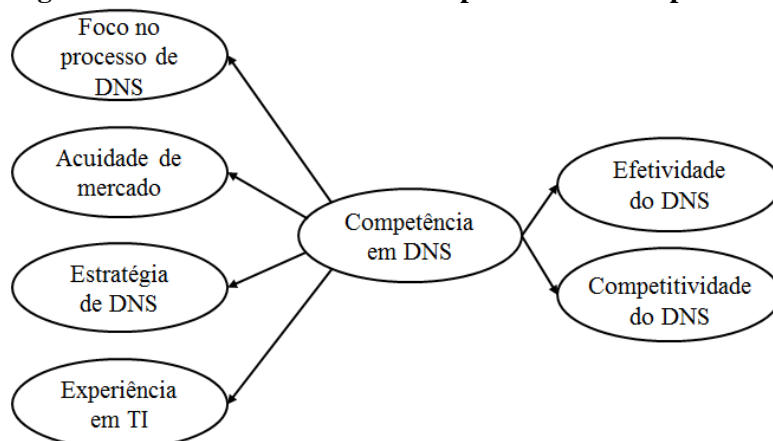 Foco no
processo de
DNS
Acuidade de
mercado
Estratégia
de DNS
Experiência
em TI
Competência
em DNS
Efetividade
do DNS
Competitividade
do DNS